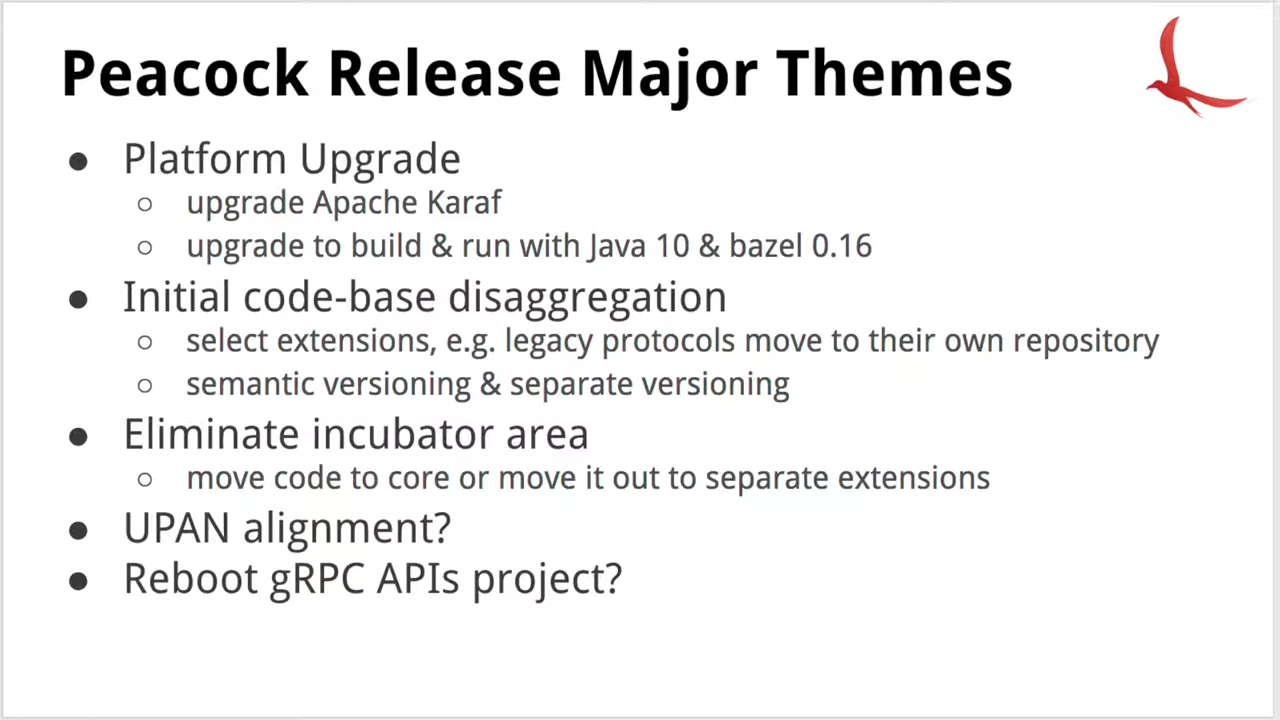 Peacock Release Major Themes
● Platform Upgrade
○ upgrade Apache Karaf
○ upgrade to build & run with Java 10 & bazel 0.16
● Initial code-base disaggregation
○ select extensions, e.g. legacy protocols move to their own repository
○ semantic versioning & separate versioning
● Eliminate incubator area
○ move code to core or move it out to separate extensions
● UPAN alignment?
● Reboot gRPC APIs project?